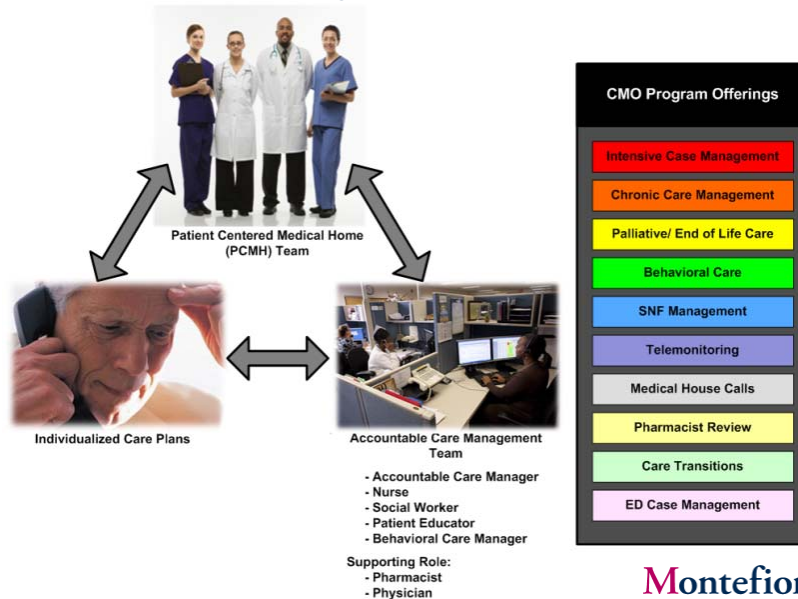 Patient Centered Medical Home
(PCMH) Team
Individualized Care Plans
Accountable Care Management
Team
- Accountable Care Manager
- Nurse
- Social Worker
- Patient Educator
- Behavioral Care Manager
Supporting Role:
- Pharmacist
- Physician
CMO Program Offerings
Intensive Case Management
Chronic Care Management
Palliative/ End of Life Care
Behavioral Care
SNF Management
Telemonitoring
Medical House Calls
Pharmacist Review
Care Transitions
ED Case Management